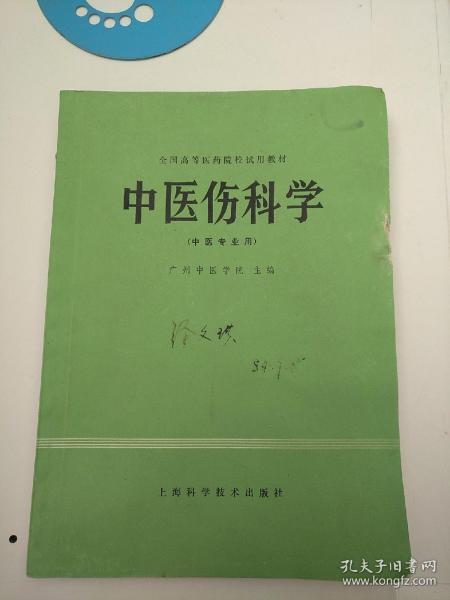 全国高等医药院校试用教材
中医伤科学
(中医专业用)
广州中医学院 主编
上海科学技术出版社
孔夫子旧书网
www.kongfz.com